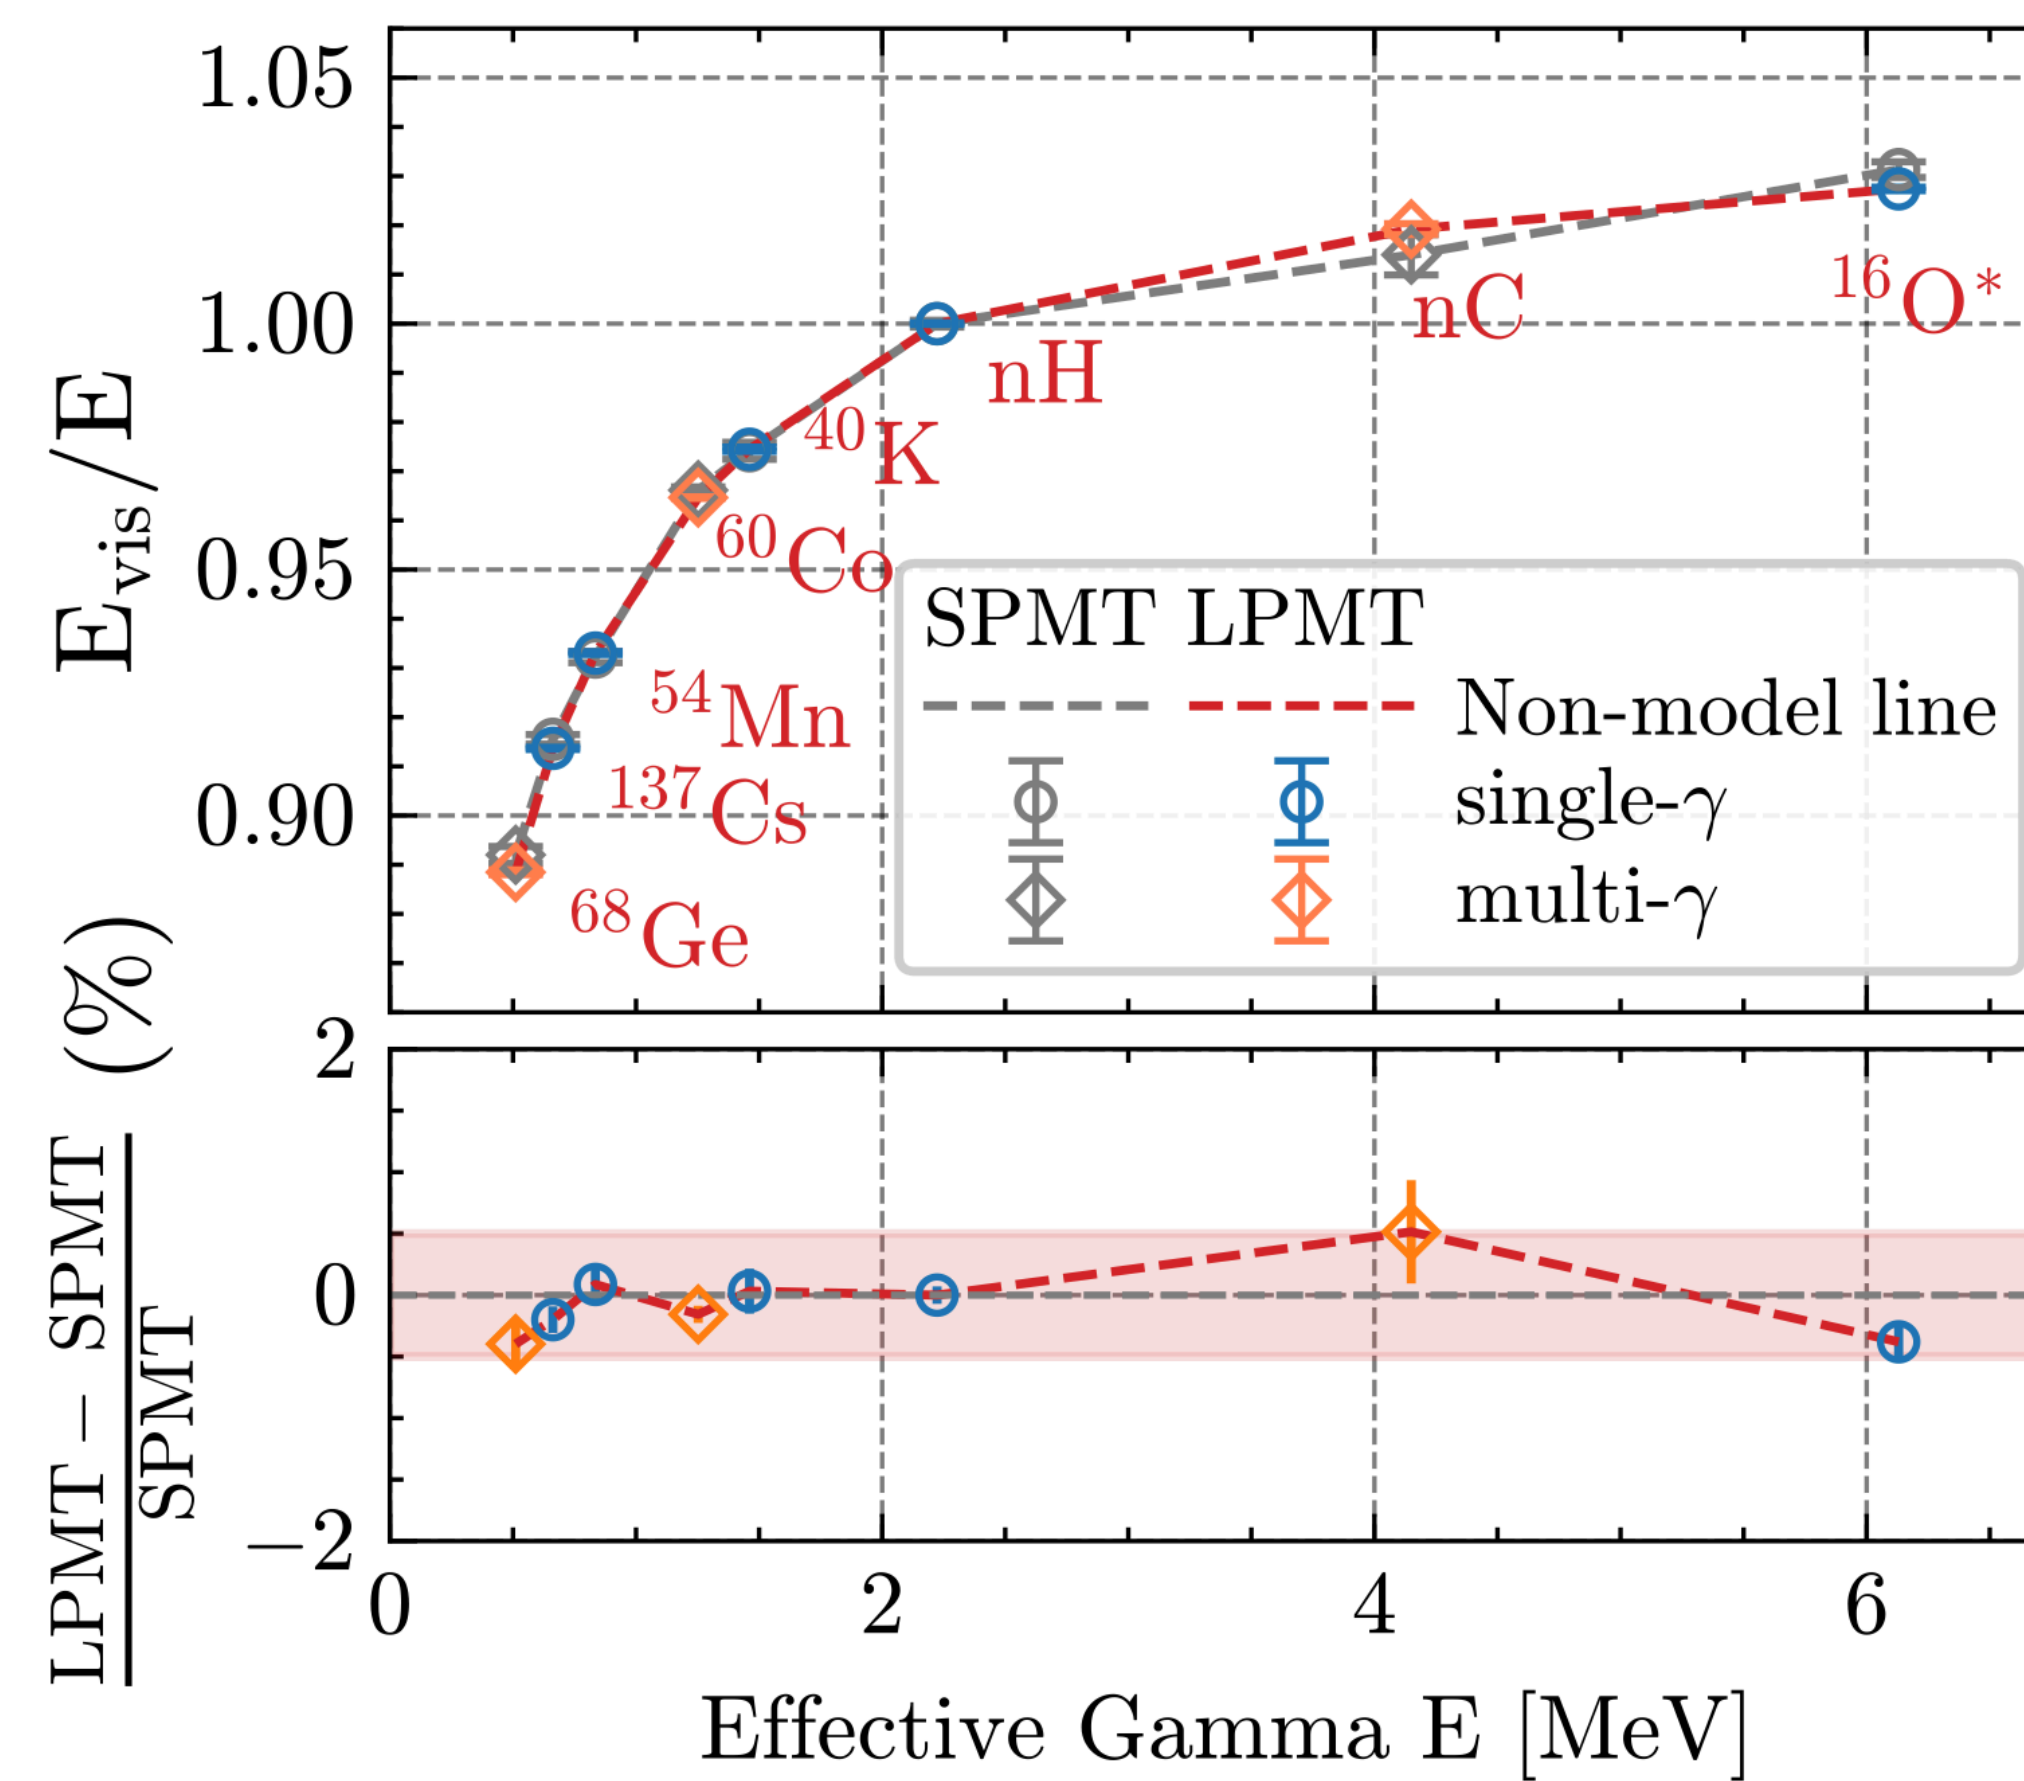 1.05
1.00
0.95
0.90
E_vis/E
nH
nC
¹⁶O*
⁴⁰K
⁶⁰Co
⁵⁴Mn
¹³⁷Cs
⁶⁸Ge
SPMT LPMT
Non-model line
single-γ
multi-γ
2
0
−2
LPMT − SPMT (%)
SPMT
0 2 4 6
Effective Gamma E [MeV]